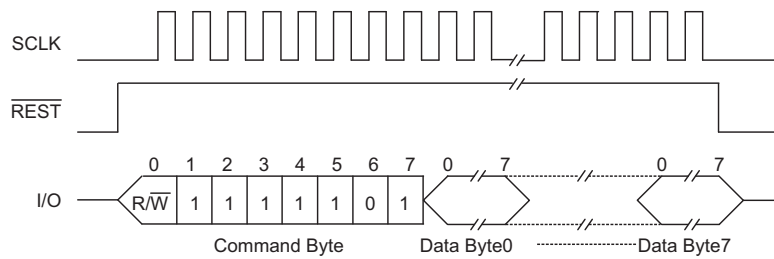 SCLK
REST
0 1 2 3 4 5 6 7 0 7 0 7
I/O R/W 1 1 1 1 1 0 1
Command Byte Data Byte0 Data Byte7